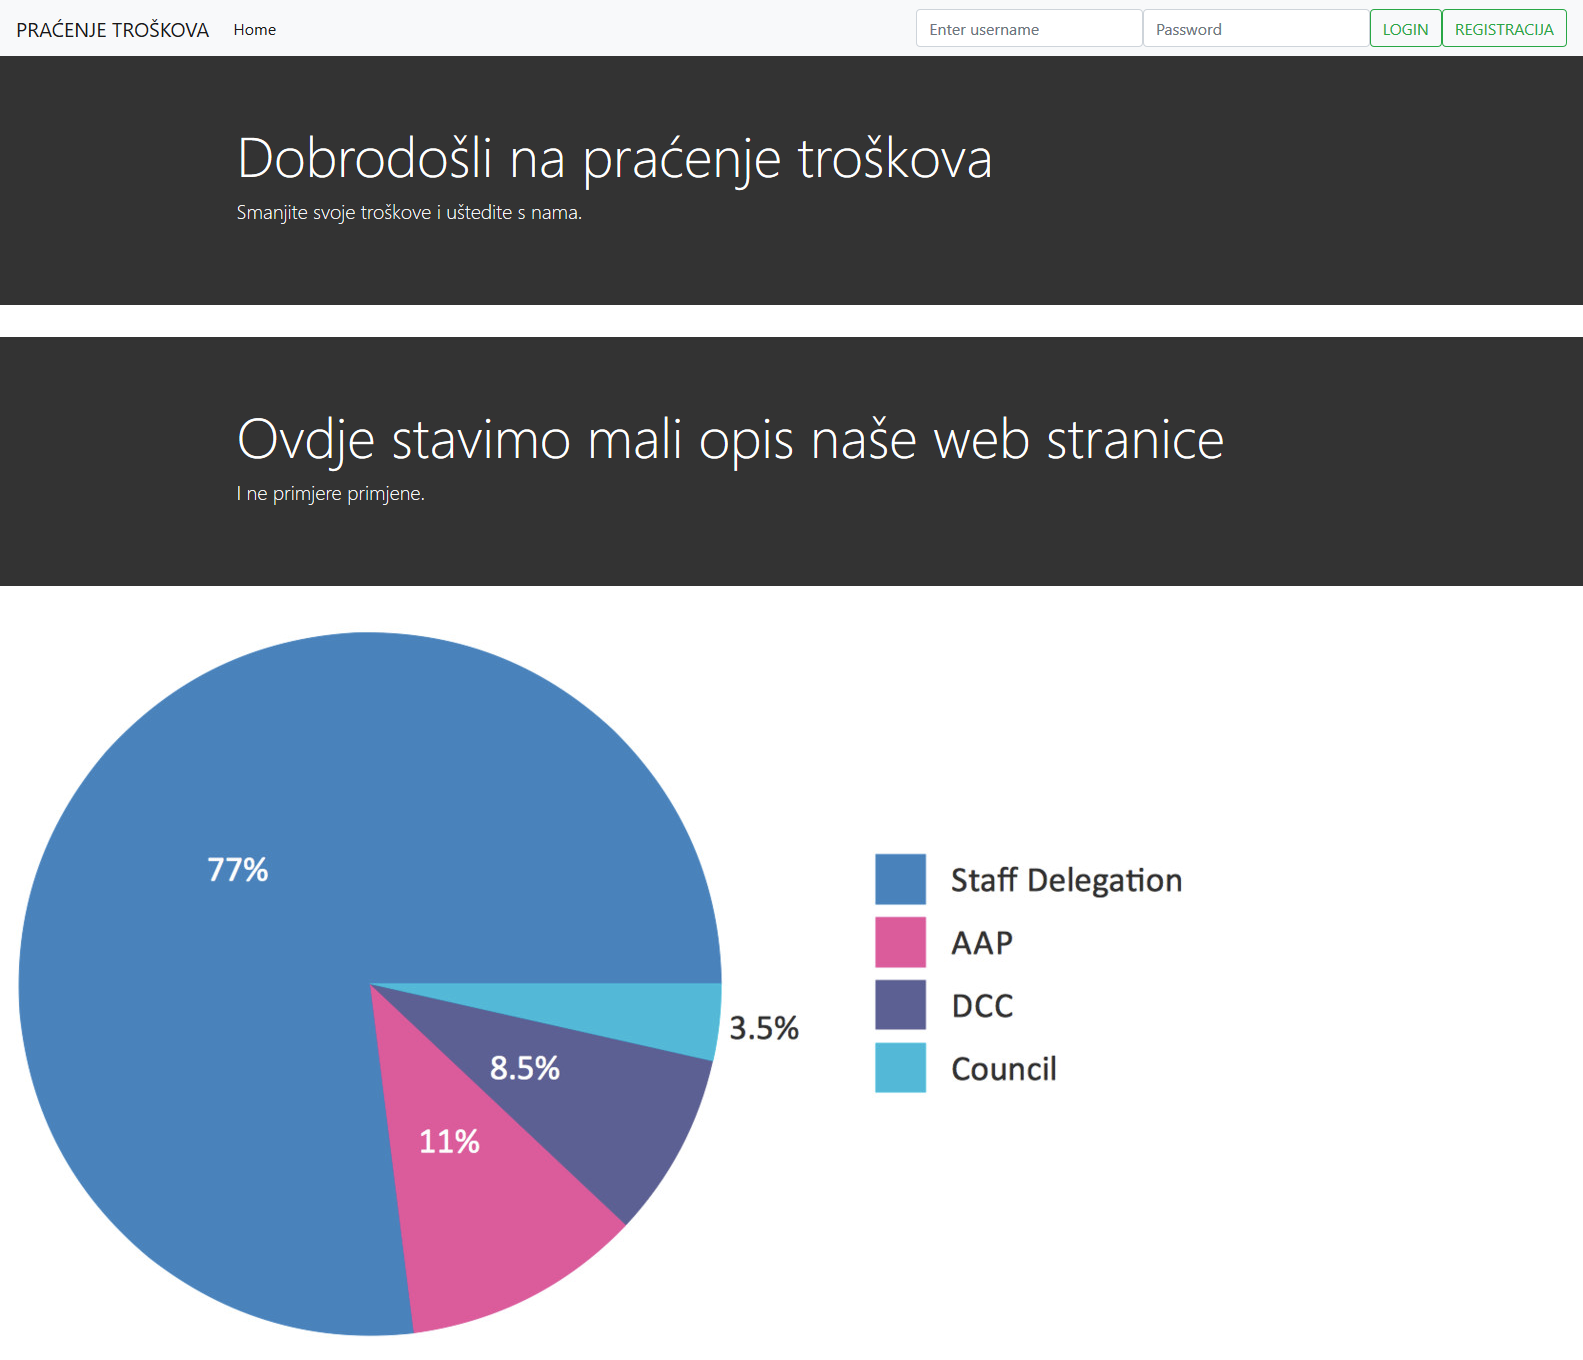 PRAĆENJE TROŠKOVA Home Enter username Password LOGIN REGISTRACIJA
Dobrodošli na praćenje troškova
Smanjite svoje troškove i uštedite s nama.
Ovdje stavimo mali opis naše web stranice
I ne primjere primjene.
77%
3.5%
8.5%
11%
Staff Delegation
AAP
DCC
Council